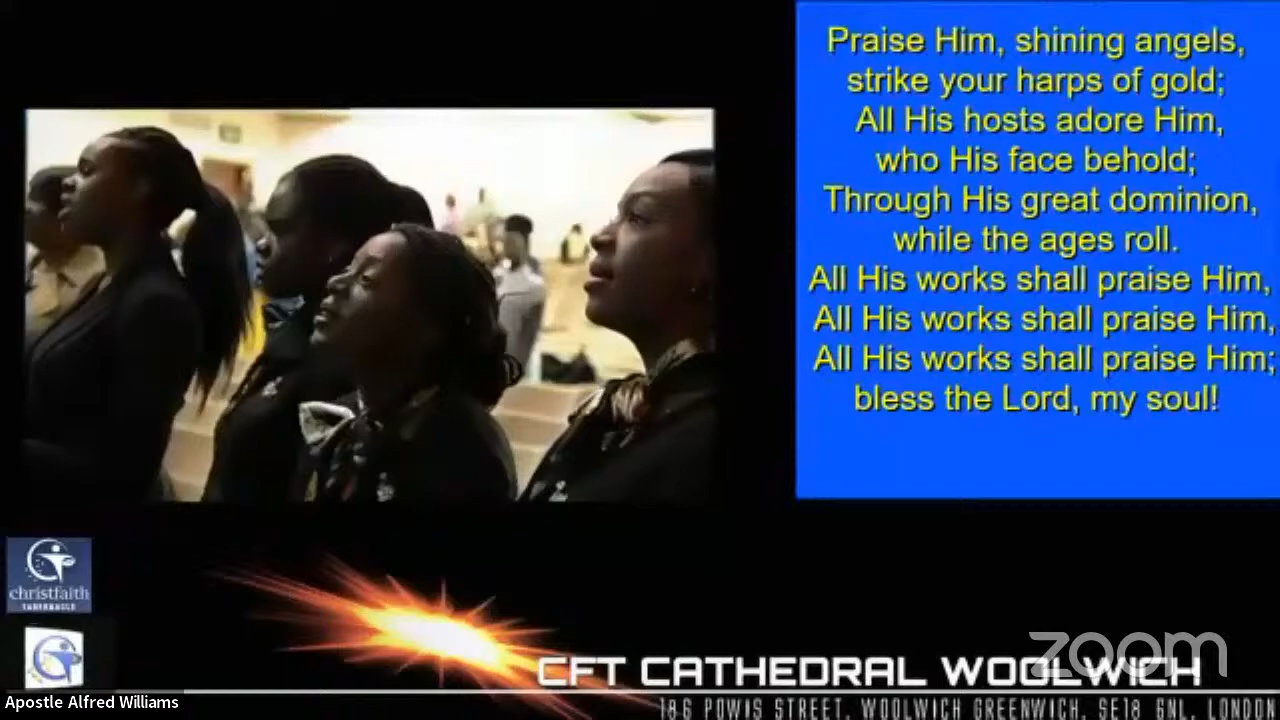 Praise Him, shining angels,
strike your harps of gold;
All His hosts adore Him,
who His face behold;
Through His great dominion,
while the ages roll.
All His works shall praise Him,
All His works shall praise Him,
All His works shall praise Him;
bless the Lord, my soul!
christfaith
TABERNACLE
zoom
CFT CATHEDRAL WOOLWICH
Apostle Alfred Williams
186 POWIS STREET, WOOLWICH GREENWICH, SE18 6NL, LONDON